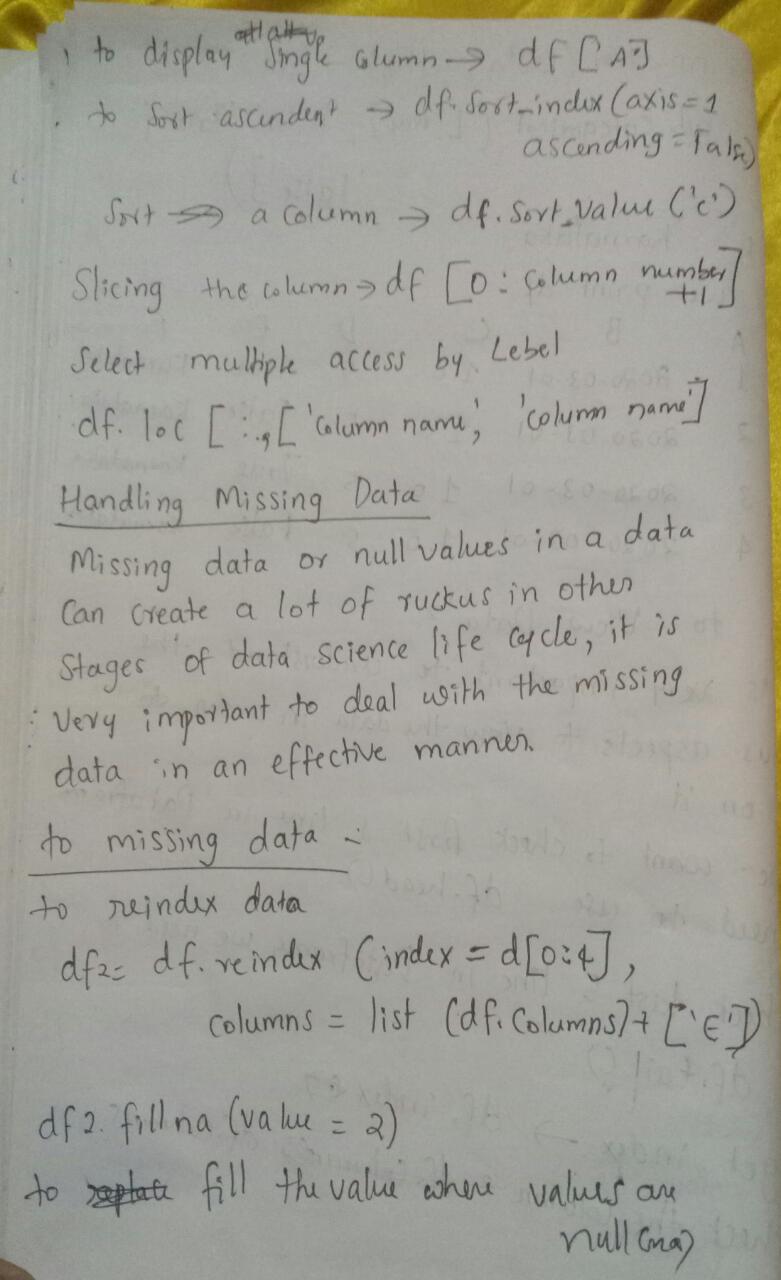 to display single column → df['A']
. to sort ascendent → df.sort_index(axis=1
ascending = False)
Sort a column → df.sort_value('c')
Slicing the column → df [0: column number
+1]
Select multiple access by Lebel
df. loc [:,['column name', 'column name']
Handling Missing Data
Missing data or null values in a data
Can create a lot of ruckus in other
Stages of data science life cycle, it is
: Very important to deal with the missing
data in an effective manner.
to missing data :
to reindex data
df2= df.reindex (index = d[0:4],
columns = list (df.columns)+ ['E'])
df2. fillna (value = 2)
to fill the value where values are
null (na)